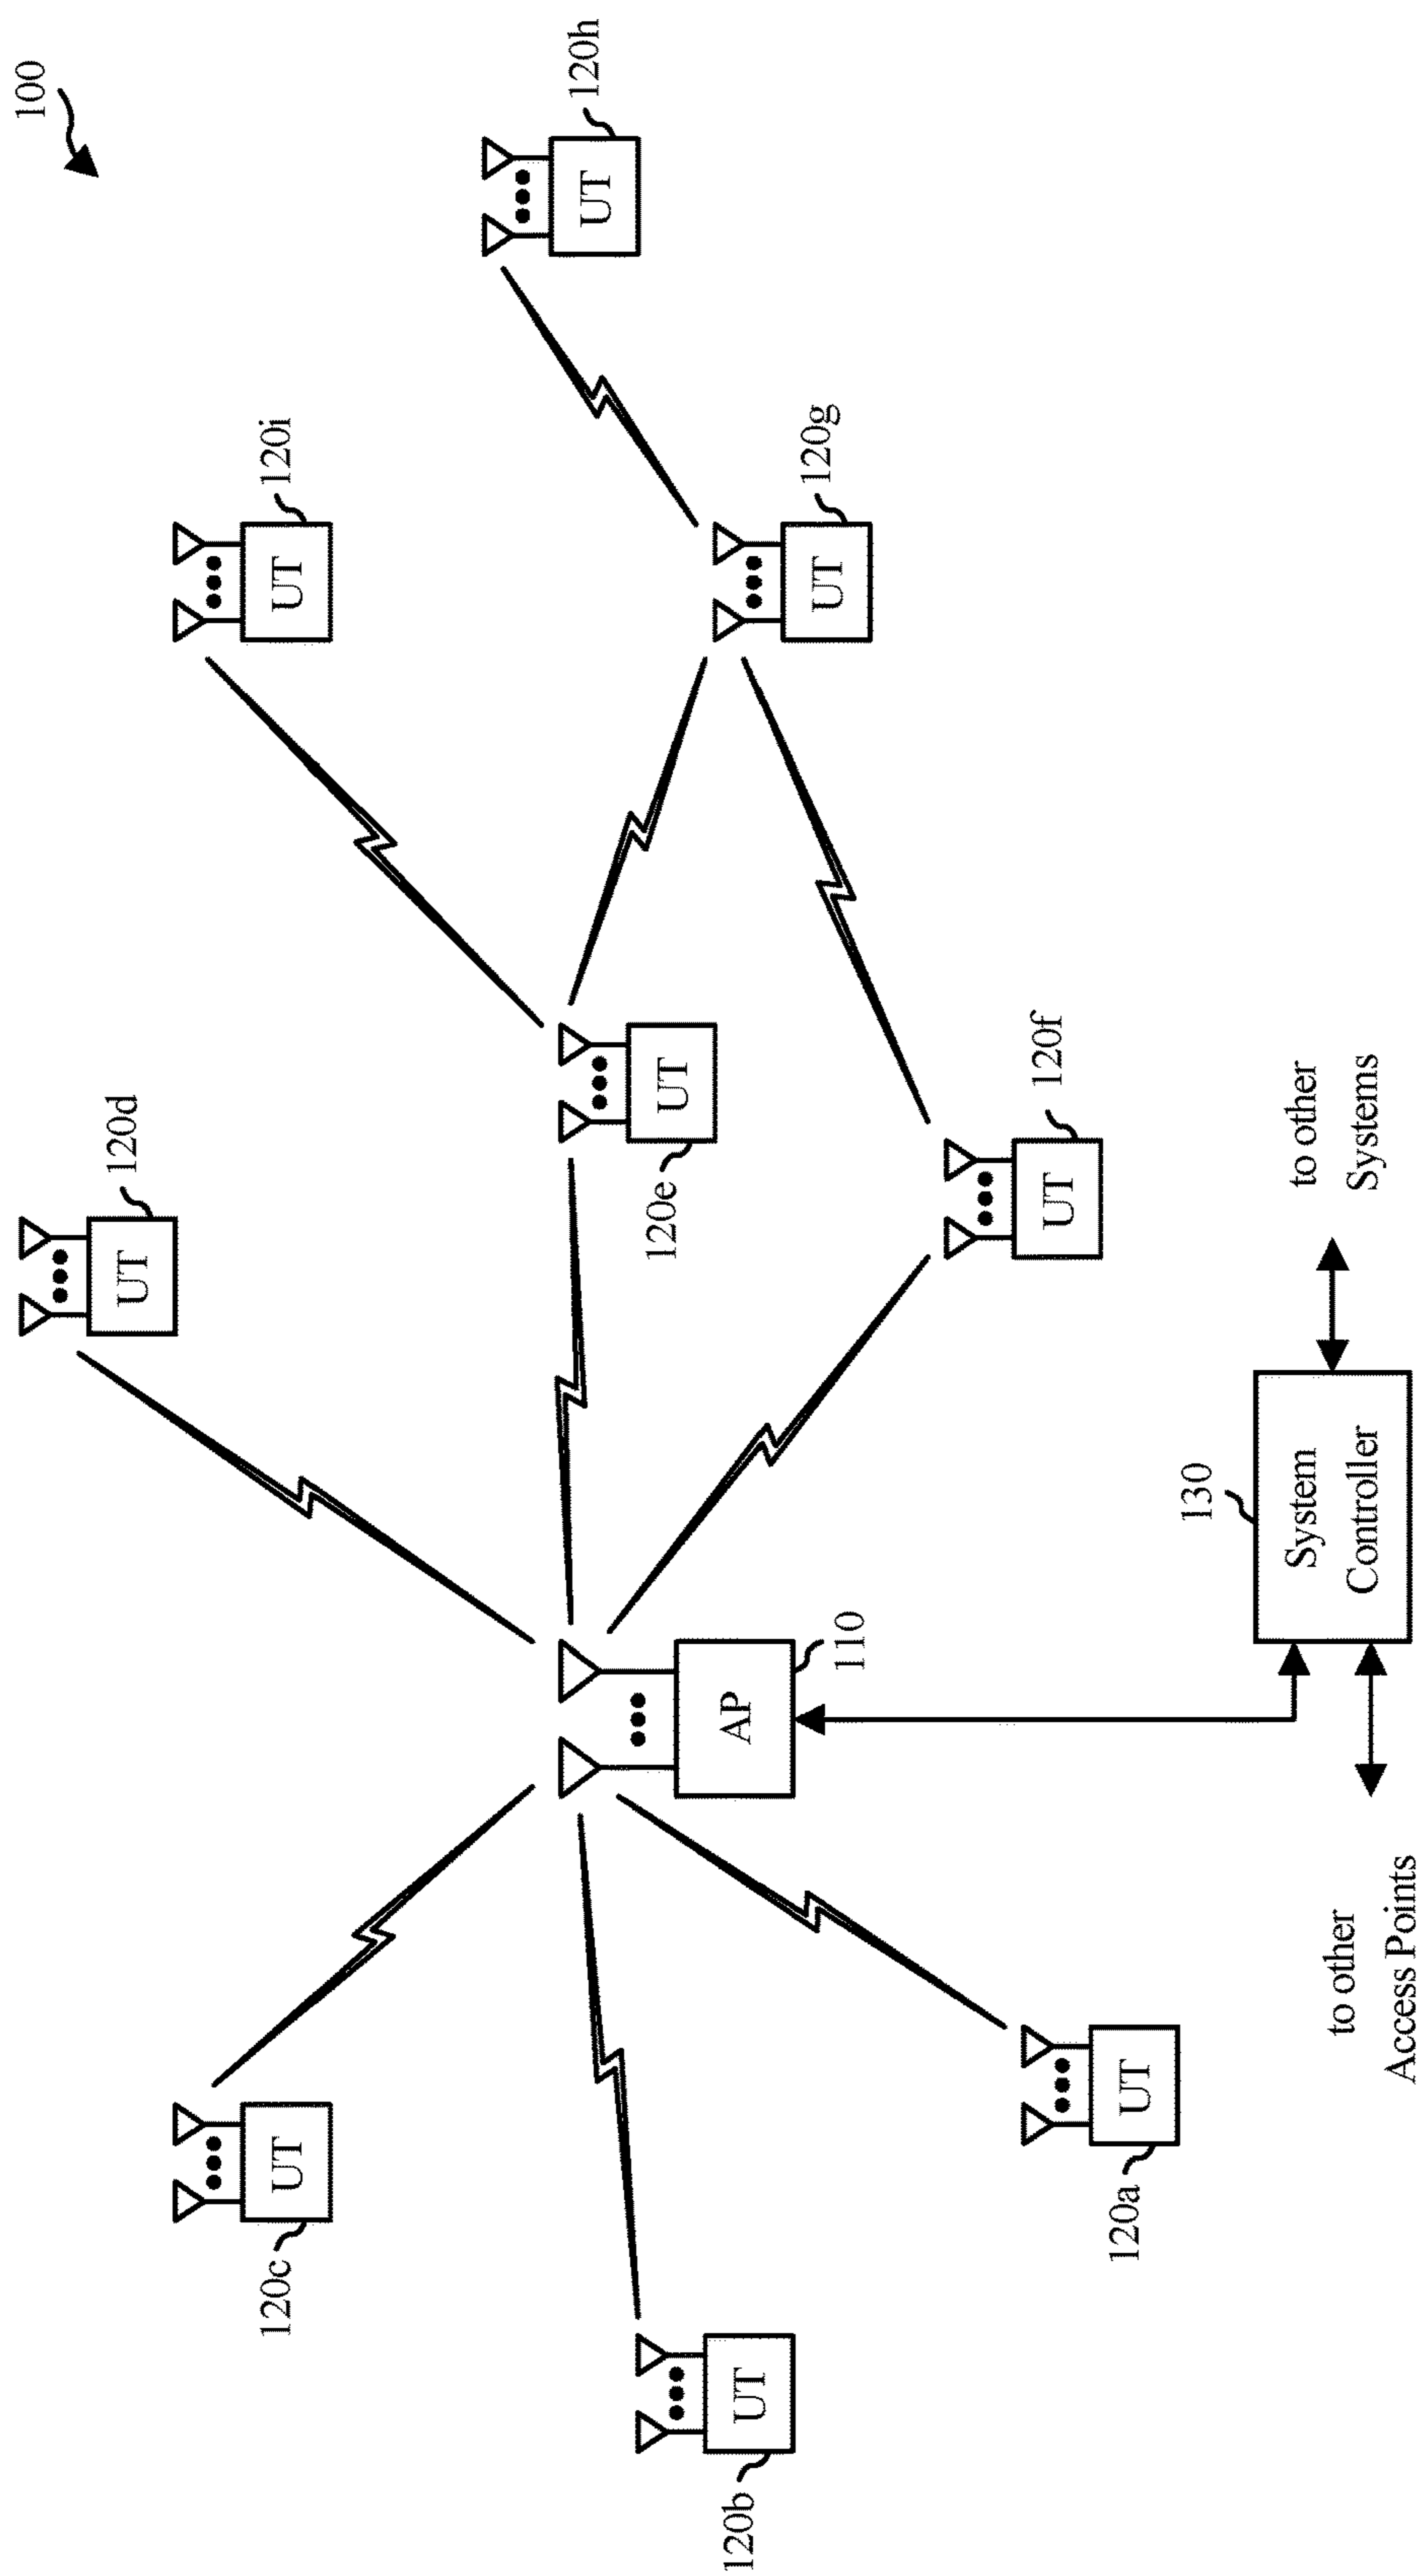 100
120d
UT
120c
UT
120i
UT
120h
UT
120b
UT
AP
110
120e
UT
120g
UT
120a
UT
120f
UT
130
System
Controller
to other
Access Points
to other
Systems